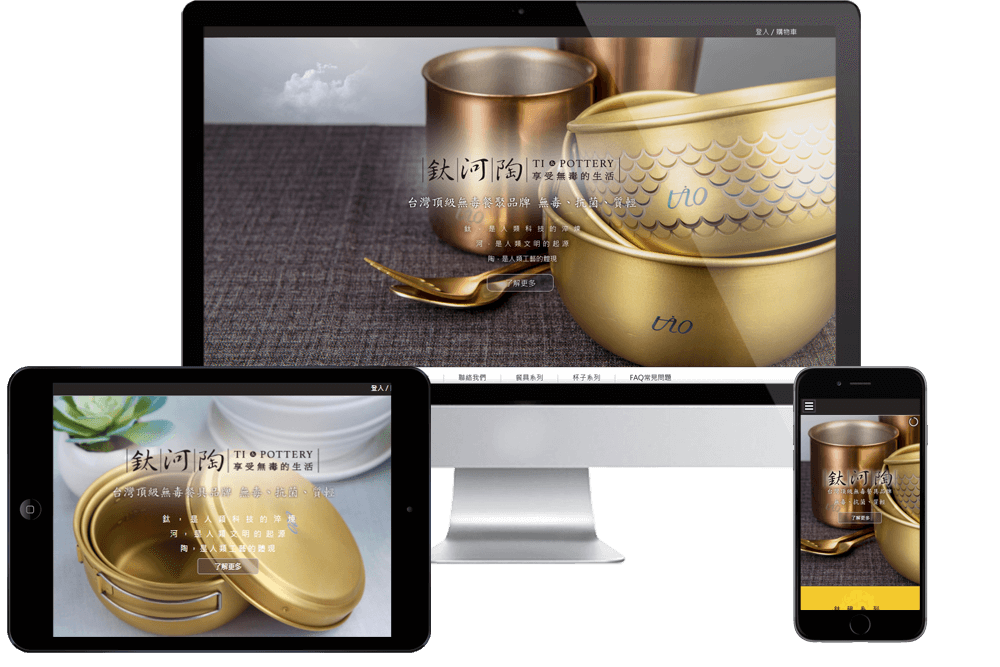 登入 / 購物車
鈦河陶
TI & POTTERY
享受無毒的生活
台灣頂級無毒餐具品牌 無毒、抗菌、質輕
鈦，是人類科技的淬煉
河，是人類文明的起源
陶，是人類工藝的體現
了解更多
聯絡我們
餐具系列
杯子系列
FAQ常見問題
登入 /
鈦河陶
TI & POTTERY
享受無毒的生活
台灣頂級無毒餐具品牌 無毒、抗菌、質輕
鈦，是人類科技的淬煉
河，是人類文明的起源
陶，是人類工藝的體現
了解更多
鈦河陶
台灣頂級無毒餐具品牌
無毒、抗菌、質輕
了解更多